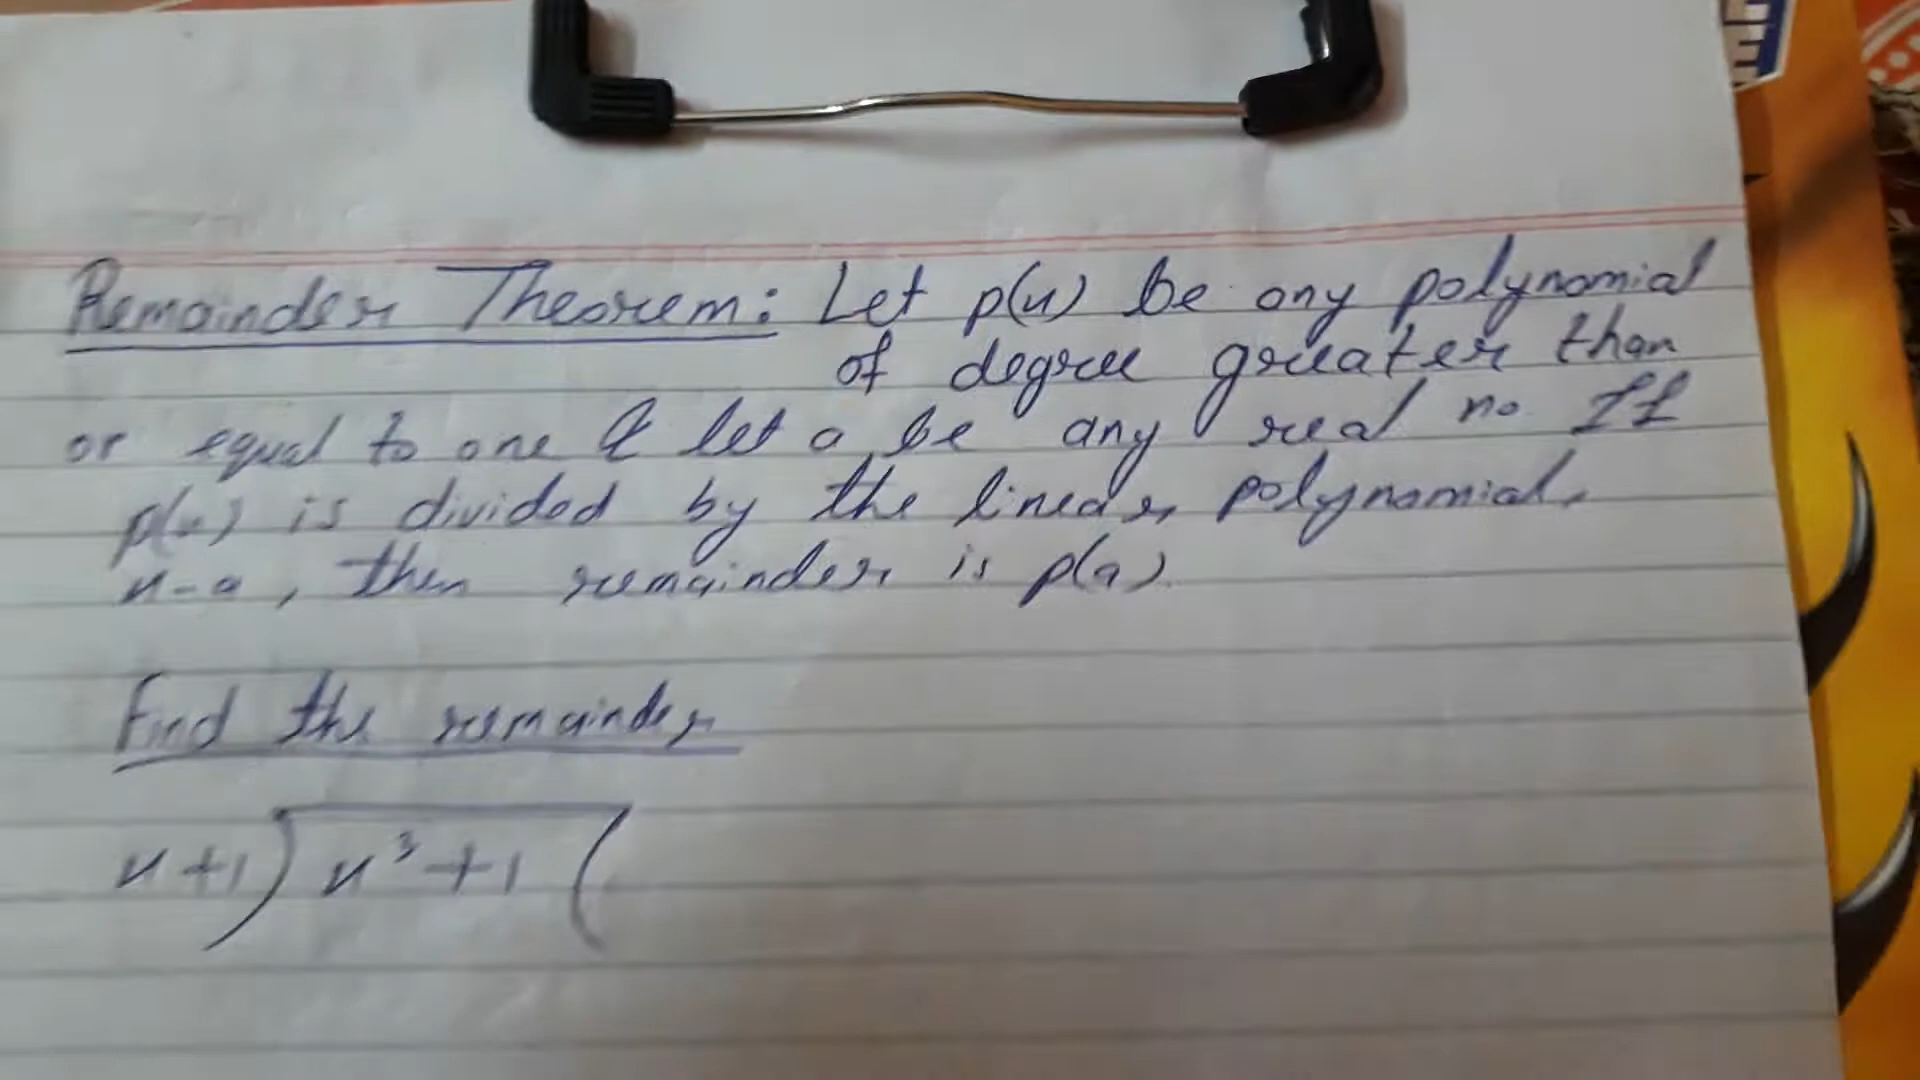 Remainder Theorem: Let p(x) be any polynomial
of degree greater than
or equal to one & let a be any real no If
p(x) is divided by the linear polynomial
x-a, then remainder is p(a).
Find the remainder
x+1) x³+1 (